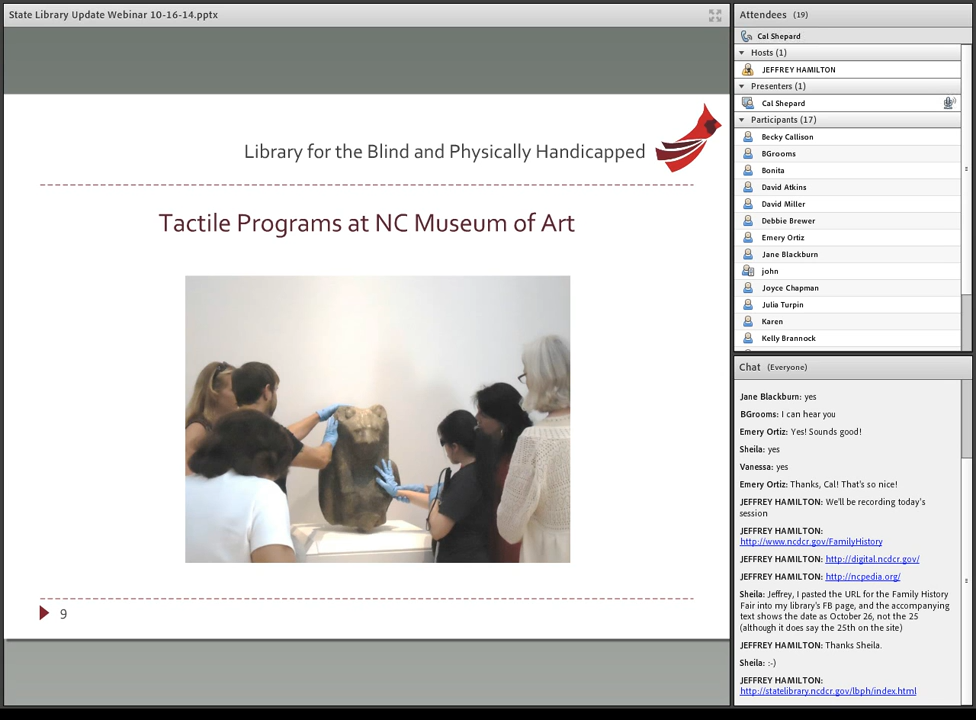 State Library Update Webinar 10-16-14.pptx
Library for the Blind and Physically Handicapped
Tactile Programs at NC Museum of Art
9
Attendees (19)
Cal Shepard
Hosts (1)
JEFFREY HAMILTON
Presenters (1)
Cal Shepard
Participants (17)
Becky Callison
BGrooms
Bonita
David Atkins
David Miller
Debbie Brewer
Emery Ortiz
Jane Blackburn
john
Joyce Chapman
Julia Turpin
Karen
Kelly Brannock
Chat (Everyone)
Jane Blackburn: yes
BGrooms: I can hear you
Emery Ortiz: Yes! Sounds good!
Sheila: yes
Vanessa: yes
Emery Ortiz: Thanks, Cal! That's so nice!
JEFFREY HAMILTON: We'll be recording today's
session
JEFFREY HAMILTON:
http://www.ncdcr.gov/FamilyHistory
JEFFREY HAMILTON: http://digital.ncdcr.gov/
JEFFREY HAMILTON: http://ncpedia.org/
Sheila: Jeffrey, I pasted the URL for the Family History
Fair into my library's FB page, and the accompanying
text shows the date as October 26, not the 25
(although it does say the 25th on the site)
JEFFREY HAMILTON: Thanks Sheila.
Sheila: :-)
JEFFREY HAMILTON:
http://statelibrary.ncdcr.gov/lbph/index.html